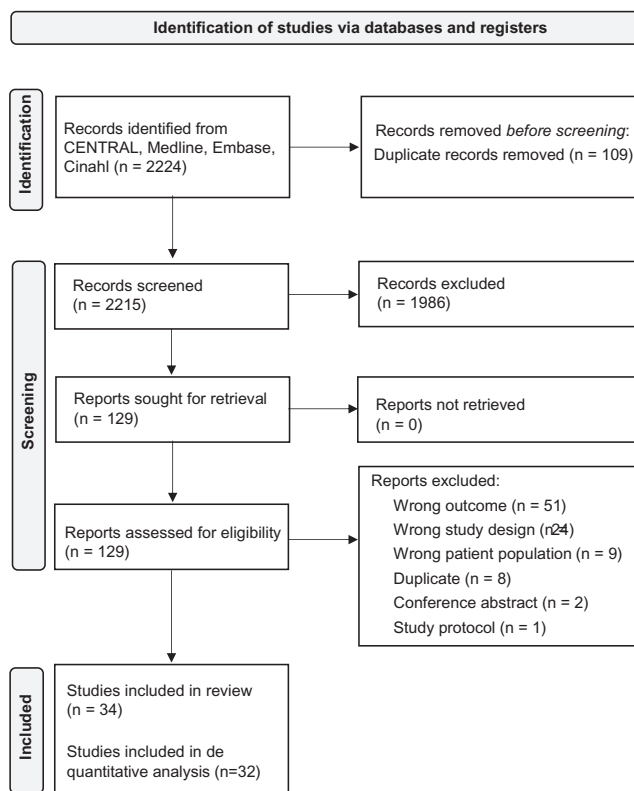 Identification of studies via databases and registers
Identification
Records identified from
CENTRAL, Medline, Embase,
Cinahl (n = 2224)
Records removed before screening:
Duplicate records removed (n = 109)
Screening
Records screened
(n = 2215)
Records excluded
(n = 1986)
Reports sought for retrieval
(n = 129)
Reports not retrieved
(n = 0)
Reports assessed for eligibility
(n = 129)
Reports excluded:
Wrong outcome (n = 51)
Wrong study design (n = 24)
Wrong patient population (n = 9)
Duplicate (n = 8)
Conference abstract (n = 2)
Study protocol (n = 1)
Included
Studies included in review
(n = 34)
Studies included in de
quantitative analysis (n=32)